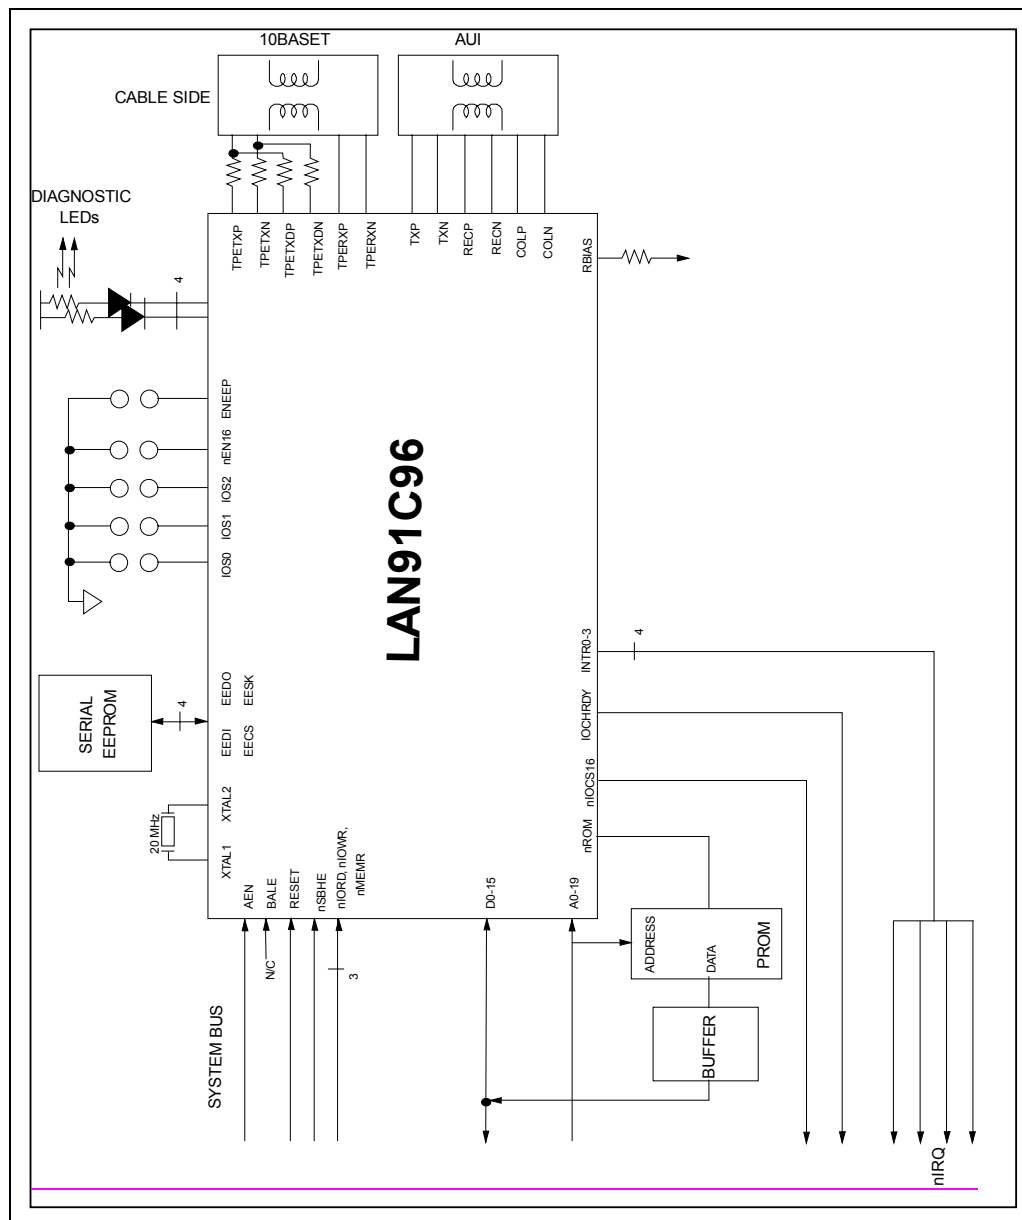 10BASET
AUI
CABLE SIDE
DIAGNOSTIC
LEDs
4
TPETXP
TPETXN
TPETXDP
TPETXDN
TPERXP
TPERXN
TXP
TXN
RECP
RECN
COLP
COLN
RBIAS
ENEEP
nEN16
IOS2
IOS1
IOS0
LAN91C96
SERIAL
EEPROM
4
EEDO
EESK
EEDI
EECS
INTR0-3
4
IOCHRDY
nIOCS16
nROM
20 MHz
XTAL2
XTAL1
AEN
BALE
RESET
nSBHE
nIORD, nIOWR,
nMEMR
D0-15
A0-19
N/C
3
SYSTEM BUS
ADDRESS
DATA
PROM
BUFFER
nIRQ